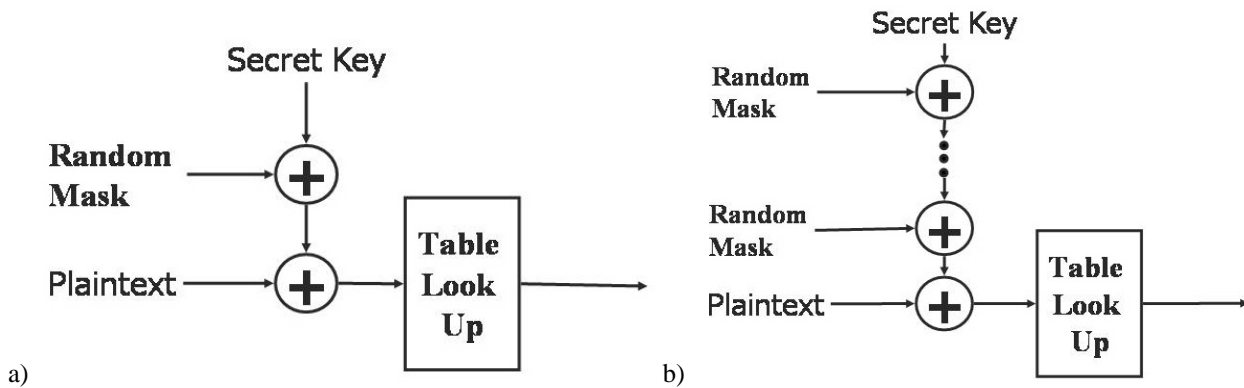 Secret Key
Random
Mask
Plaintext
Table
Look
Up
a)
Secret Key
Random
Mask
Random
Mask
Plaintext
Table
Look
Up
b)